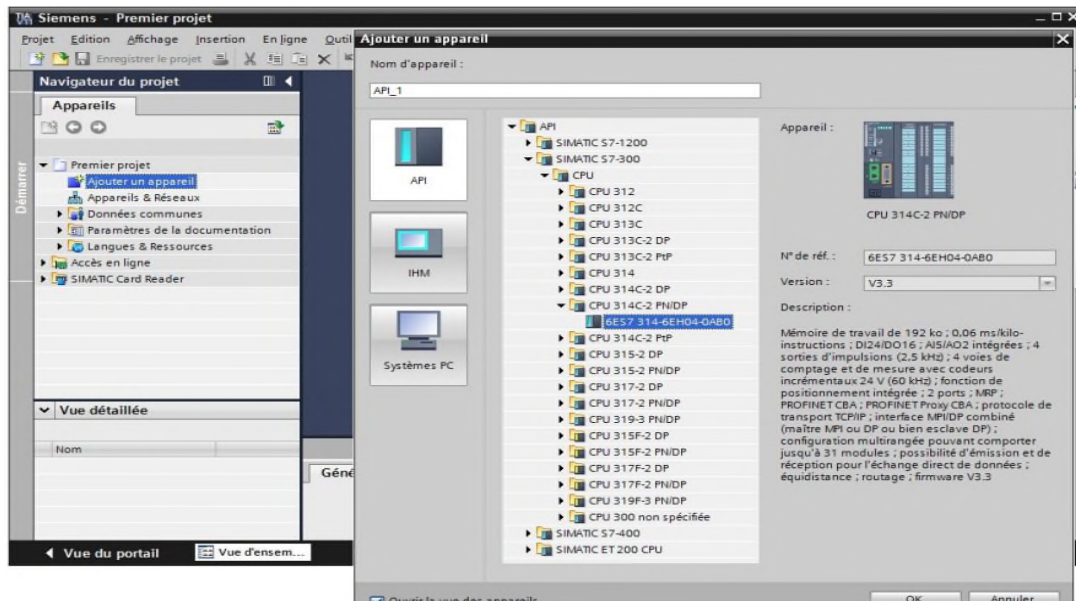 Siemens - Premier projet
Projet Edition Affichage Insertion En ligne
Enregistrer le projet
Navigateur du projet
Appareils
Démarrer
Premier projet
Ajouter un appareil
Appareils & Réseaux
Données communes
Paramètres de la documentation
Langues & Ressources
Accès en ligne
SIMATIC Card Reader
Vue détaillée
Nom
Vue du portail
Vue d'ensem...
Ajouter un appareil
Nom d'appareil :
API_1
API
IHM
Systèmes PC
API
SIMATIC S7-1200
SIMATIC S7-300
CPU
CPU 312
CPU 312C
CPU 313C
CPU 313C-2 DP
CPU 313C-2 PtP
CPU 314
CPU 314C-2 DP
CPU 314C-2 PN/DP
6ES7 314-6EH04-0AB0
CPU 314C-2 PtP
CPU 315-2 DP
CPU 315-2 PN/DP
CPU 317-2 DP
CPU 317-2 PN/DP
CPU 319-3 PN/DP
CPU 315F-2 DP
CPU 315F-2 PN/DP
CPU 317F-2 DP
CPU 317F-2 PN/DP
CPU 319F-3 PN/DP
CPU 300 non spécifiée
SIMATIC S7-400
SIMATIC ET 200 CPU
Appareil :
CPU 314C-2 PN/DP
N° de réf. :
6ES7 314-6EH04-0AB0
Version :
V3.3
Description :
Mémoire de travail de 192 ko ; 0,06 ms/kilo-
instructions ; DI24/DO16 ; AI5/AO2 intégrées ; 4
sorties d'impulsions (2,5 kHz) ; 4 voies de
comptage et de mesure avec codeurs
incrémentaux 24 V (60 kHz) ; fonction de
positionnement intégrée ; 2 ports ; MRP ;
PROFINET CBA ; PROFINET Proxy CBA ; protocole de
transport TCP/IP ; interface MPI/DP combiné
(maître MPI ou DP ou bien esclave DP) ;
configuration multirangée pouvant comporter
jusqu'à 31 modules ; possibilité d'émission et de
réception pour l'échange direct de données ;
équidistance ; routage ; firmware V3.3
Ouvrir la vue des appareils
OK
Annuler